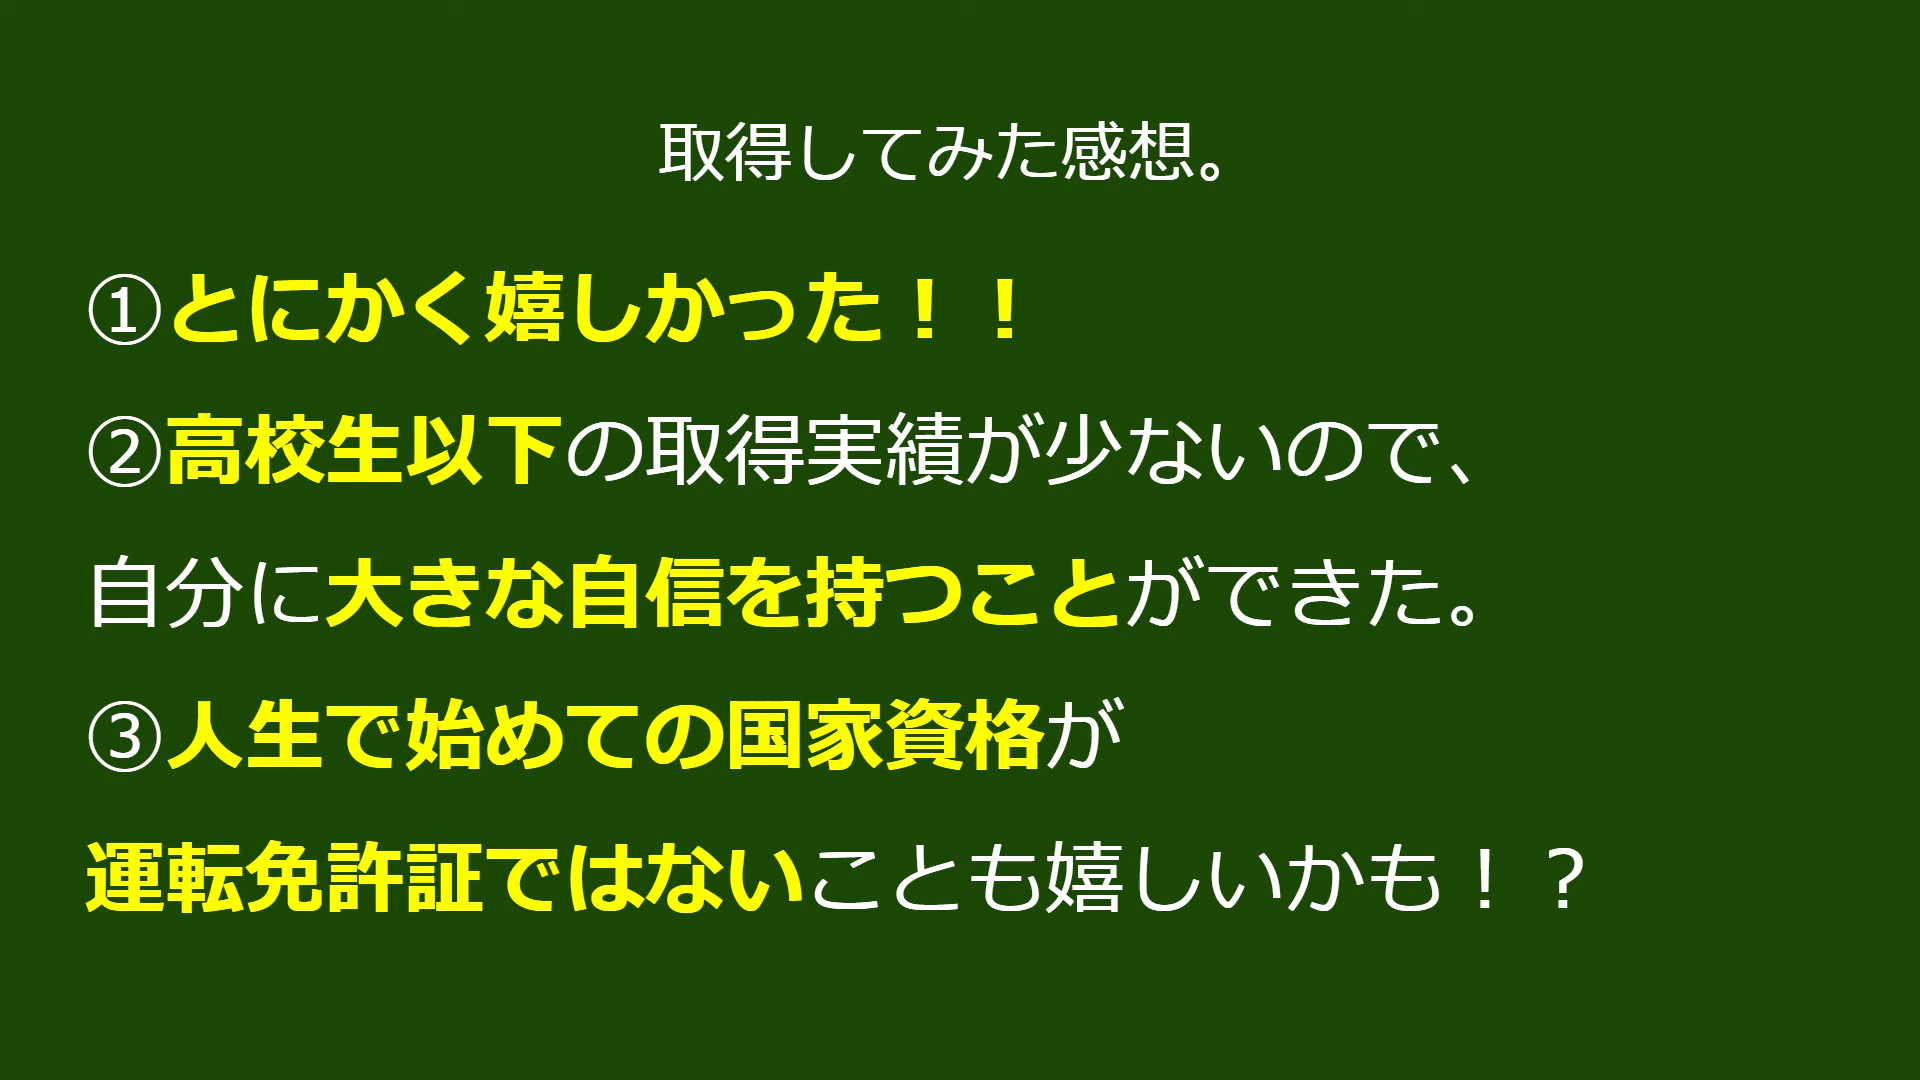 取得してみた感想。
①とにかく嬉しかった！！
②高校生以下の取得実績が少ないので、
自分に大きな自信を持つことができた。
③人生で始めての国家資格が
運転免許証ではないことも嬉しいかも！？